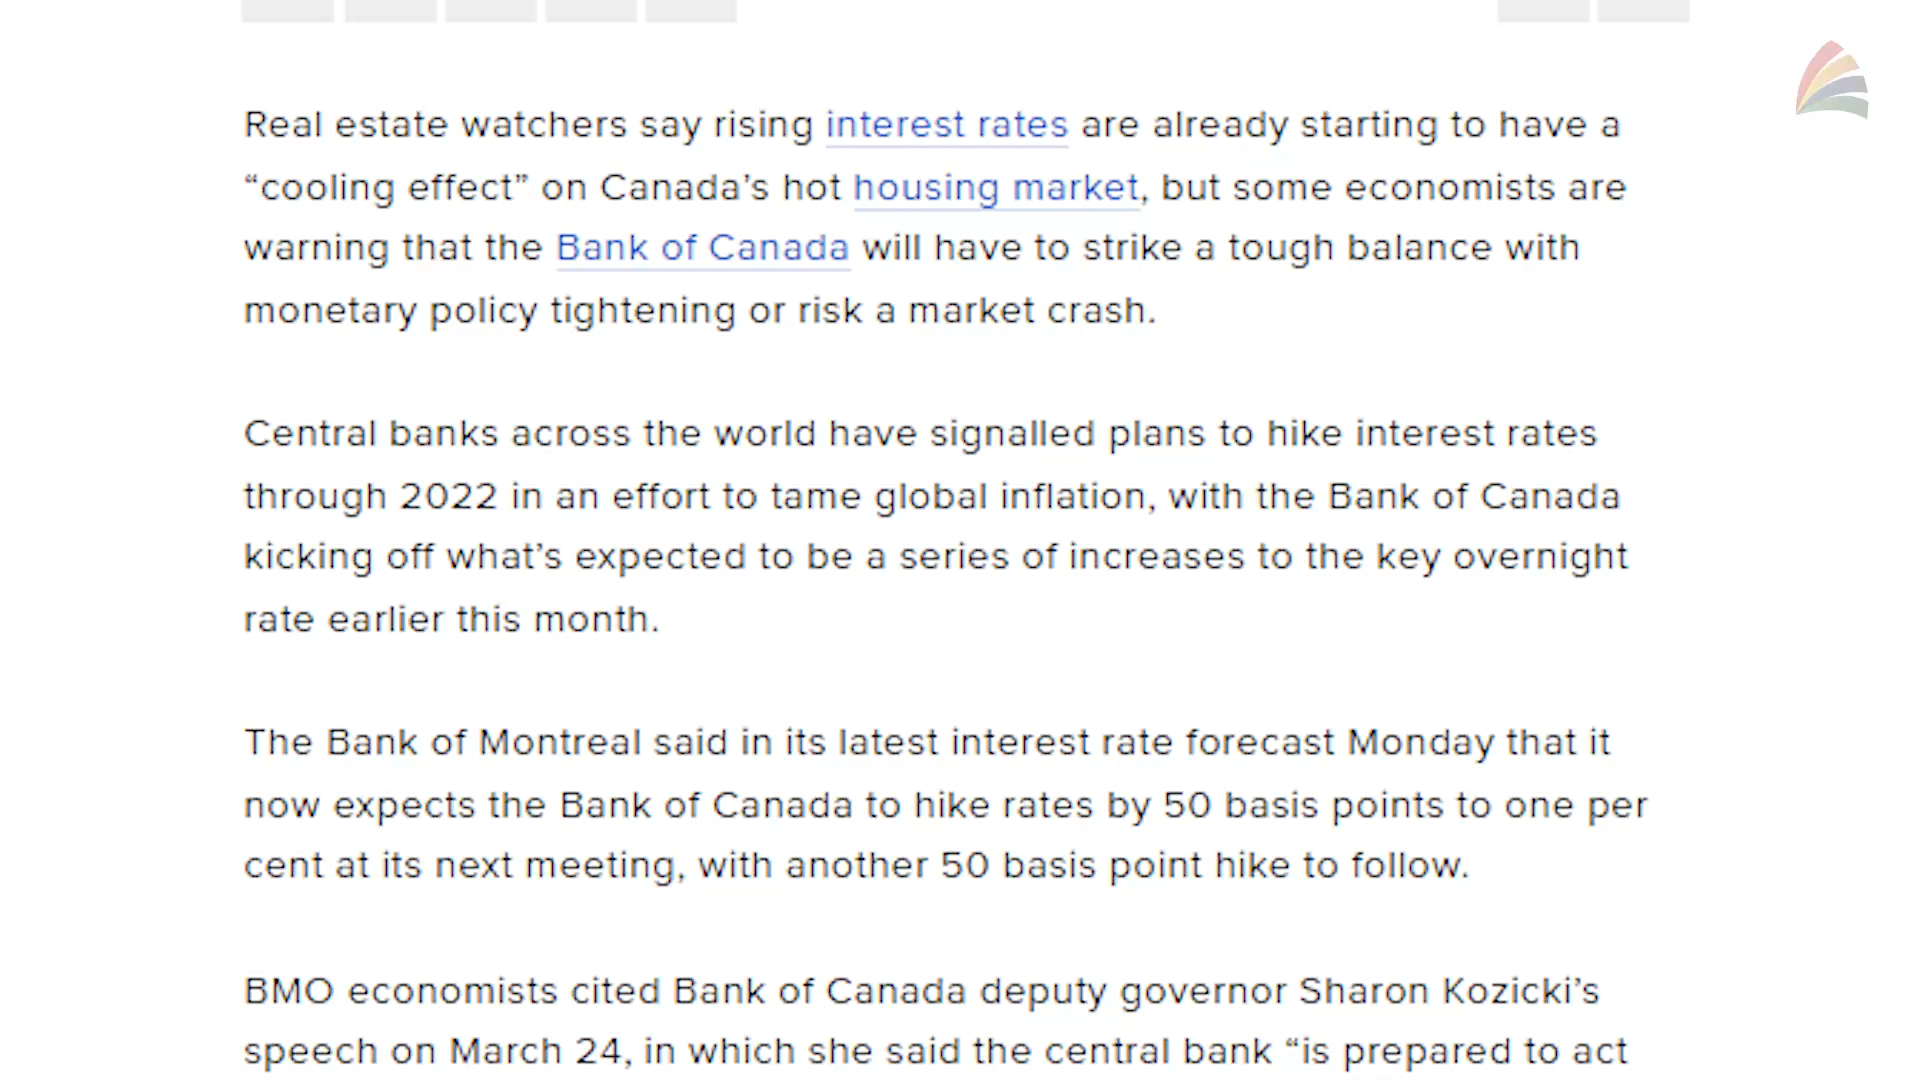 Real estate watchers say rising interest rates are already starting to have a
“cooling effect” on Canada’s hot housing market, but some economists are
warning that the Bank of Canada will have to strike a tough balance with
monetary policy tightening or risk a market crash.
Central banks across the world have signalled plans to hike interest rates
through 2022 in an effort to tame global inflation, with the Bank of Canada
kicking off what’s expected to be a series of increases to the key overnight
rate earlier this month.
The Bank of Montreal said in its latest interest rate forecast Monday that it
now expects the Bank of Canada to hike rates by 50 basis points to one per
cent at its next meeting, with another 50 basis point hike to follow.
BMO economists cited Bank of Canada deputy governor Sharon Kozicki’s
speech on March 24, in which she said the central bank “is prepared to act